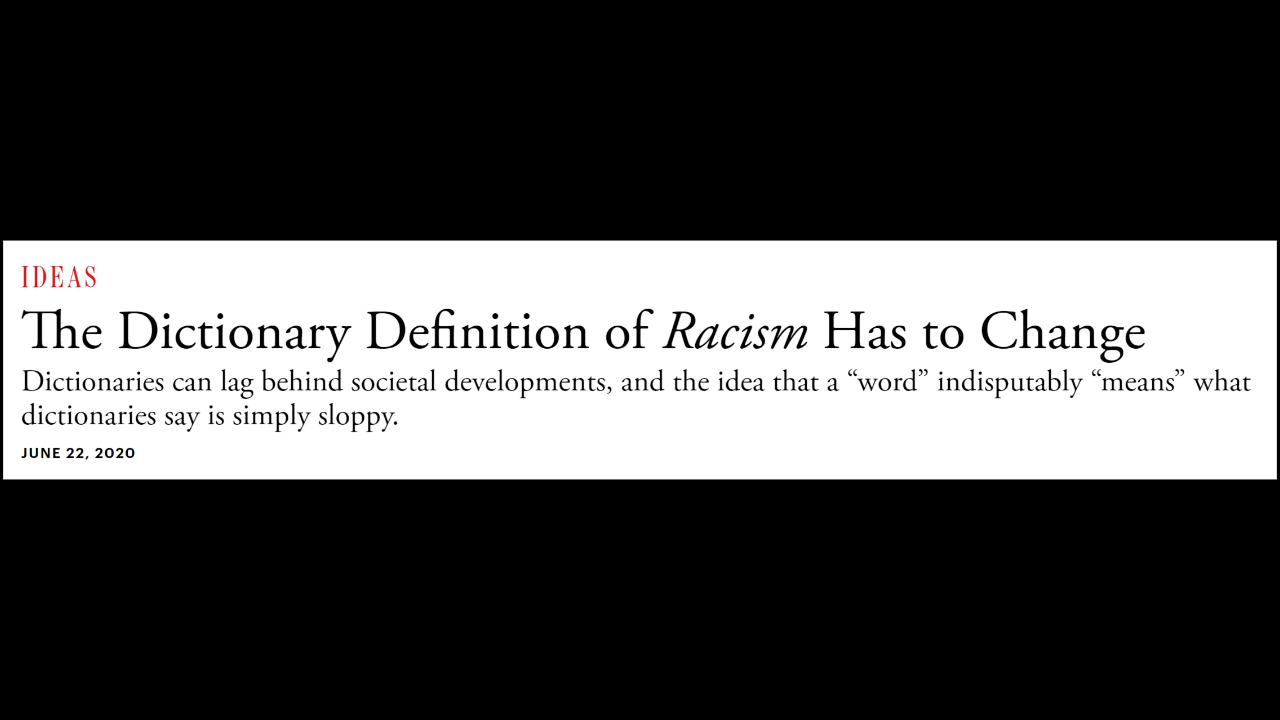 IDEAS
The Dictionary Definition of Racism Has to Change
Dictionaries can lag behind societal developments, and the idea that a “word” indisputably “means” what
dictionaries say is simply sloppy.
JUNE 22, 2020